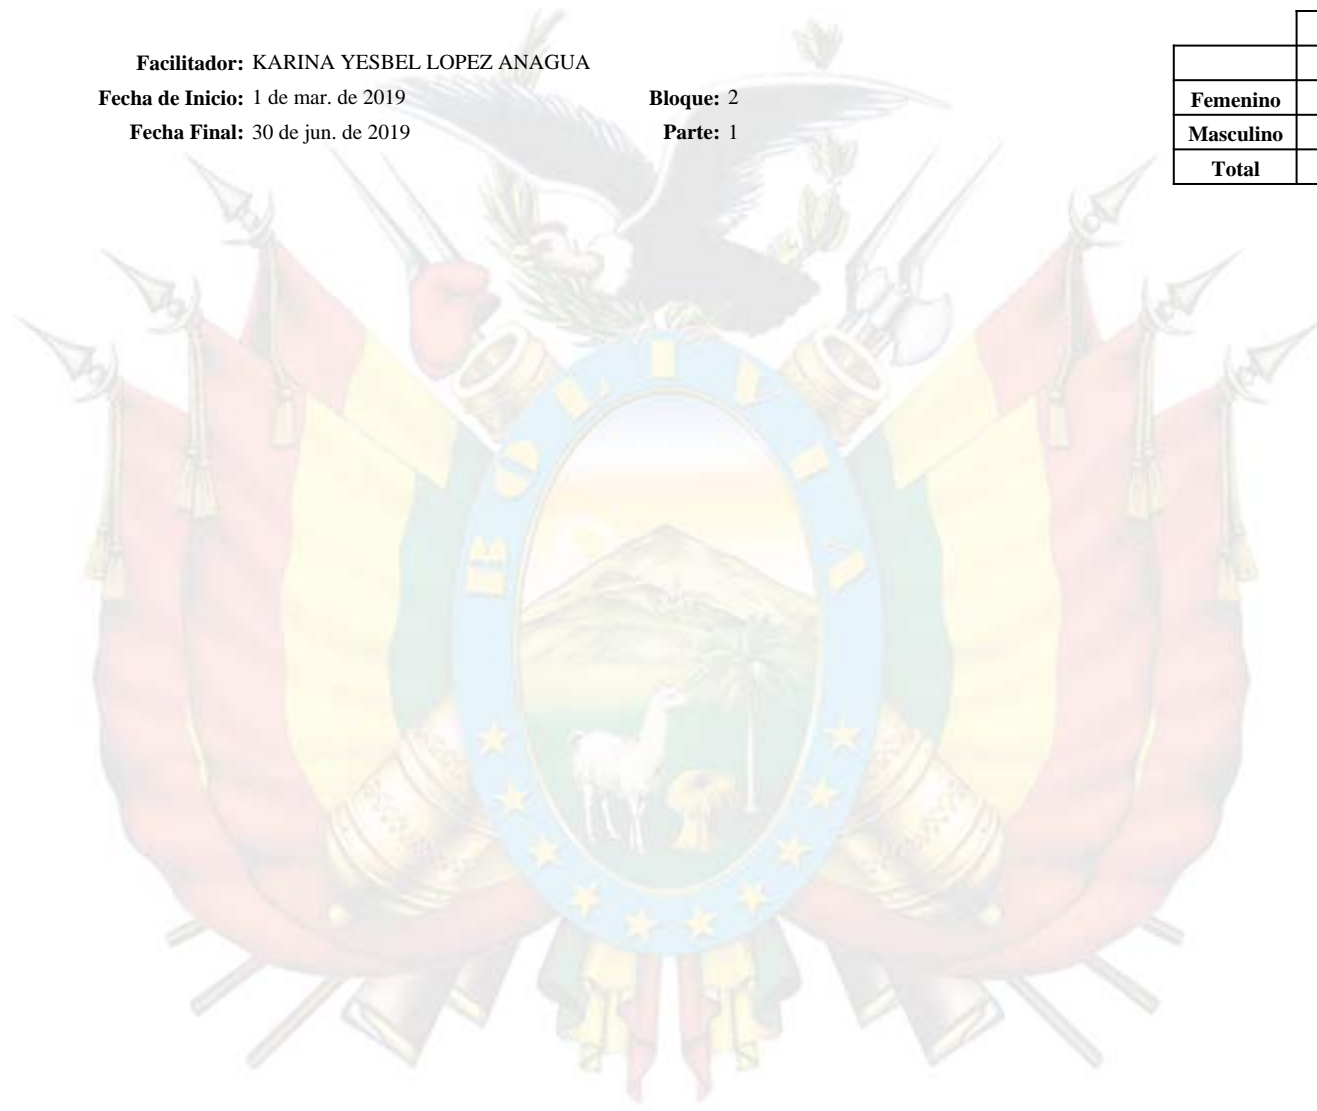 Facilitador: KARINA YESBEL LOPEZ ANAGUA
Fecha de Inicio: 1 de mar. de 2019 Bloque: 2
Fecha Final: 30 de jun. de 2019 Parte: 1
Femenino
Masculino
Total
BOLIVIA